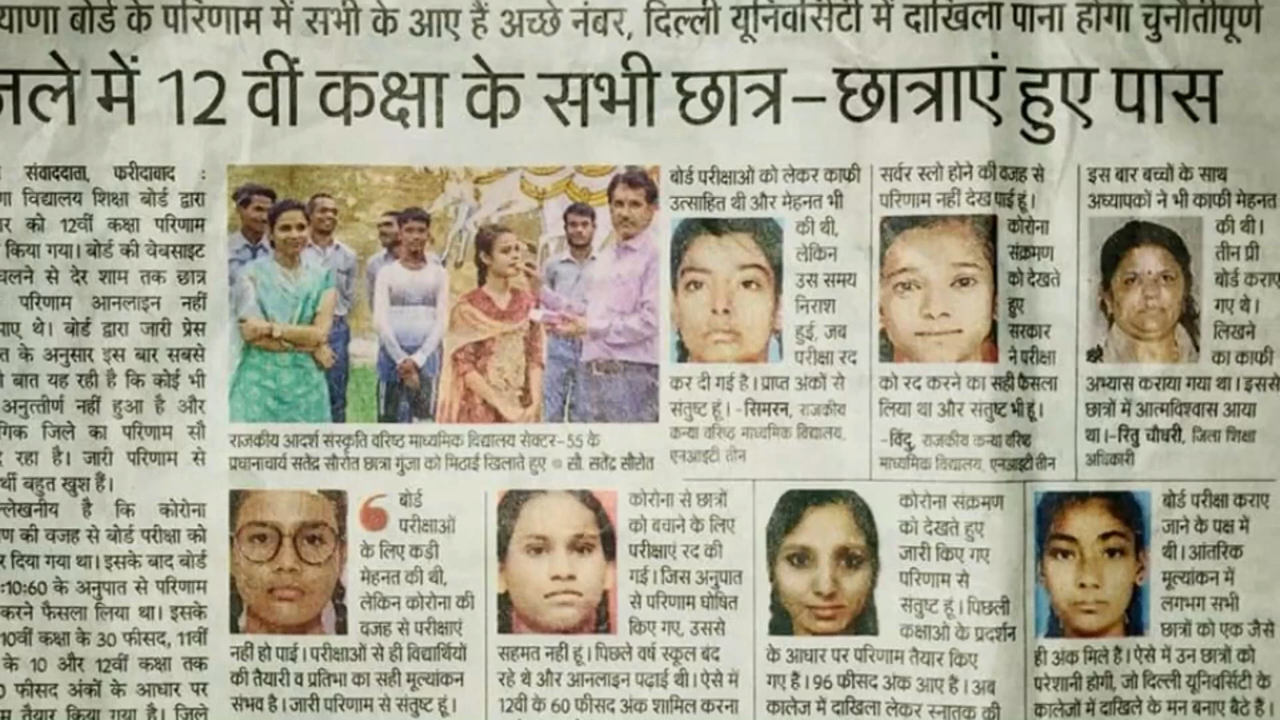 याणा बोर्ड के परिणाम में सभी के आए हैं अच्छे नंबर, दिल्ली यूनिवर्सिटी में दाखिला पाना होगा चुनौतीपूर्ण
जले में 12 वीं कक्षा के सभी छात्र-छात्राएं हुए पास
संवाददाता, फरीदाबाद :
णा विद्यालय शिक्षा बोर्ड द्वारा
र को 12वीं कक्षा परिणाम
किया गया। बोर्ड की वेबसाइट
चलने से देर शाम तक छात्र
परिणाम आनलाइन नहीं
पाए थे। बोर्ड द्वारा जारी प्रेस
त के अनुसार इस बार सबसे
बात यह रही है कि कोई भी
अनुत्तीर्ण नहीं हुआ है और
गिक जिले का परिणाम सौ
रहा है। जारी परिणाम से
र्थी बहुत खुश हैं।
ल्लेखनीय है कि कोरोना
ण की वजह से बोर्ड परीक्षा को
र दिया गया था। इसके बाद बोर्ड
:10:60 के अनुपात से परिणाम
करने फैसला लिया था। इसके
10वीं कक्षा के 30 फीसद, 11वीं
के 10 और 12वीं कक्षा तक
0 फीसद अंकों के आधार पर
म तैयार किया गया है। जिले
राजकीय आदर्श संस्कृति वरिष्ठ माध्यमिक विद्यालय सेक्टर-55 के
प्रधानाचार्य सतेंद्र सौरोत छात्रा गुंजा को मिठाई खिलाते हुए ● सौ. सतेंद्र सौरोत
बोर्ड परीक्षाओं को लेकर काफी
उत्साहित थी और मेहनत भी
की थी,
लेकिन
उस समय
निराश
हुई, जब
परीक्षा रद
कर दी गई है। प्राप्त अंकों से
संतुष्ट हूं। -सिमरन, राजकीय
कन्या वरिष्ठ माध्यमिक विद्यालय,
एनआइटी तीन
सर्वर स्लो होने की वजह से
परिणाम नहीं देख पाई हूं।
कोरोना
संक्रमण
को देखते
हुए
सरकार
ने परीक्षा
को रद करने का सही फैसला
लिया था और संतुष्ट भी हूं।
-बिंदु, राजकीय कन्या वरिष्ठ
माध्यमिक विद्यालय, एनआइटी तीन
इस बार बच्चों के साथ
अध्यापकों ने भी काफी मेहनत
की थी।
तीन प्री
बोर्ड कराए
गए थे।
लिखने
का काफी
अभ्यास कराया गया था। इससे
छात्रों में आत्मविश्वास आया
था।-रितु चौधरी, जिला शिक्षा
अधिकारी
बोर्ड
परीक्षाओं
के लिए कड़ी
मेहनत की थी,
लेकिन कोरोना की
वजह से परीक्षाएं
नहीं हो पाई। परीक्षाओं से ही विद्यार्थियों
की तैयारी व प्रतिभा का सही मूल्यांकन
संभव है। जारी परिणाम से संतुष्ट हूं।
कोरोना से छात्रों
को बचाने के लिए
परीक्षाएं रद की
गई। जिस अनुपात
से परिणाम घोषित
किए गए, उससे
सहमत नहीं हूं। पिछले वर्ष स्कूल बंद
रहे थे और आनलाइन पढ़ाई थी। ऐसे में
12वीं के 60 फीसद अंक शामिल करना
कोरोना संक्रमण
को देखते हुए
जारी किए गए
परिणाम से
संतुष्ट हूं। पिछली
कक्षाओं के प्रदर्शन
के आधार पर परिणाम तैयार किए
गए हैं। 96 फीसद अंक आए हैं। अब
कालेज में दाखिला लेकर स्नातक की
बोर्ड परीक्षा कराए
जाने के पक्ष में
थी। आंतरिक
मूल्यांकन में
लगभग सभी
छात्रों को एक जैसे
ही अंक मिले हैं। ऐसे में उन छात्रों को
परेशानी होगी, जो दिल्ली यूनिवर्सिटी के
कालेजों में दाखिले के मन बनाए बैठे हैं।